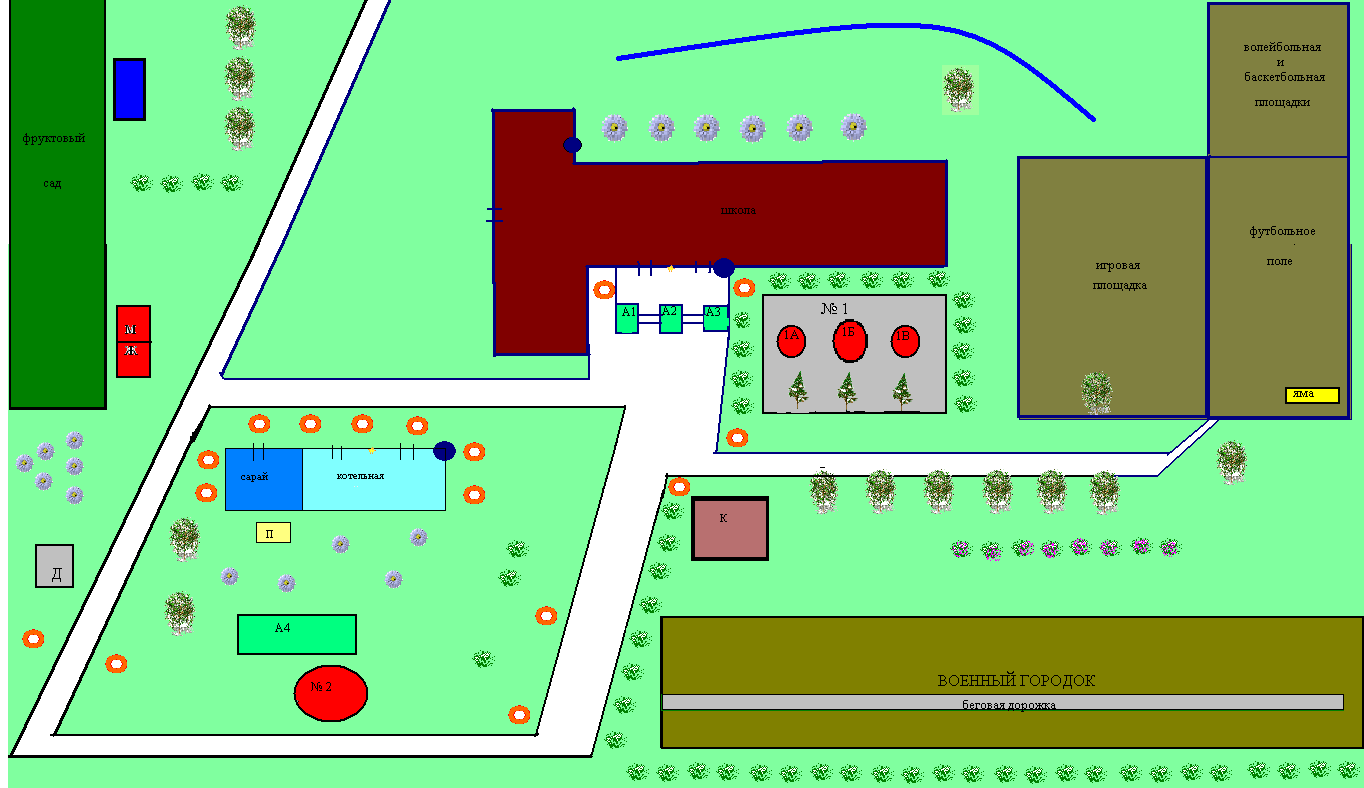 волейбольная
и
баскетбольная
площадки
фруктовый
сад
школа
футбольное
поле
игровая
площадка
М
Ж
А1
А2
А3
№ 1
1А
1Б
1В
яма
сарай
котельная
П
К
Д
А4
№ 2
ВОЕННЫЙ ГОРОДОК
беговая дорожка